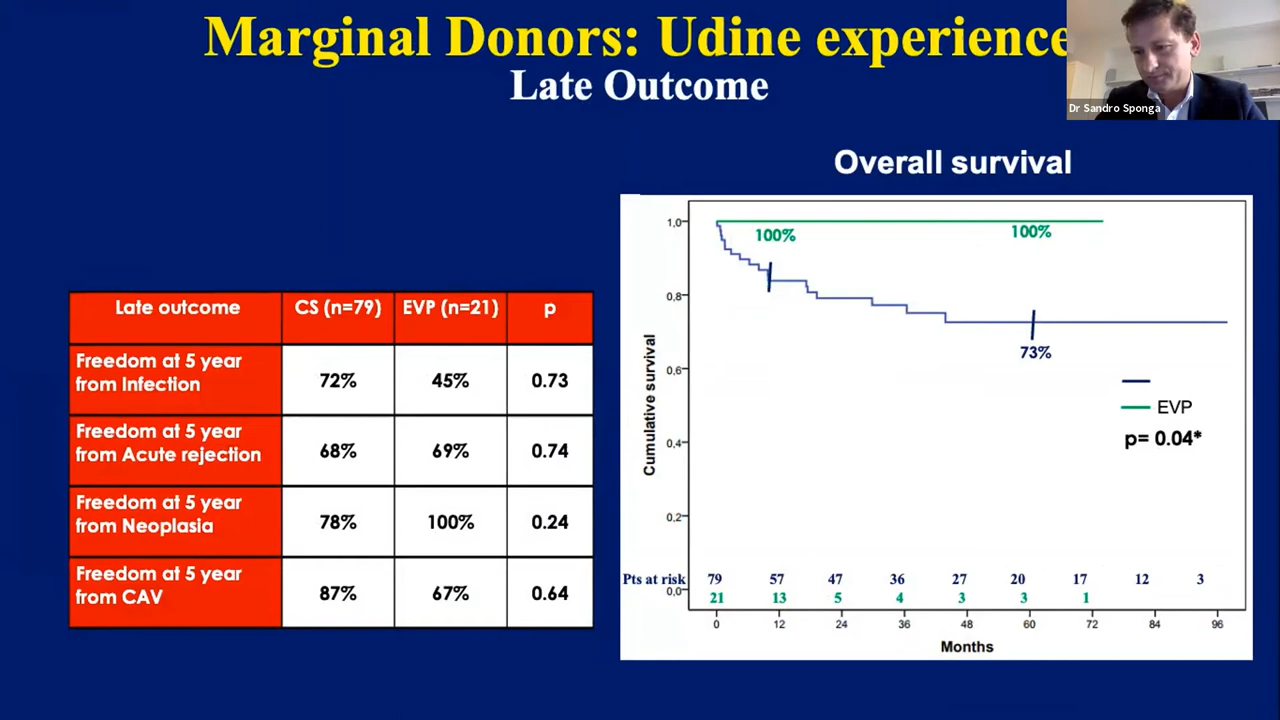 Marginal Donors: Udine experience
Late Outcome
Dr Sandro Sponga
Late outcome CS (n=79) EVP (n=21) p
Freedom at 5 year
from Infection 72% 45% 0.73
Freedom at 5 year
from Acute rejection 68% 69% 0.74
Freedom at 5 year
from Neoplasia 78% 100% 0.24
Freedom at 5 year
from CAV 87% 67% 0.64
Overall survival
Cumulative survival
1,0
0,8
0,6
0,4
0,2
0,0
100% 100%
73%
EVP
p= 0.04*
Pts at risk 79 57 47 36 27 20 17 12 3
21 13 5 4 3 3 1
0 12 24 36 48 60 72 84 96
Months